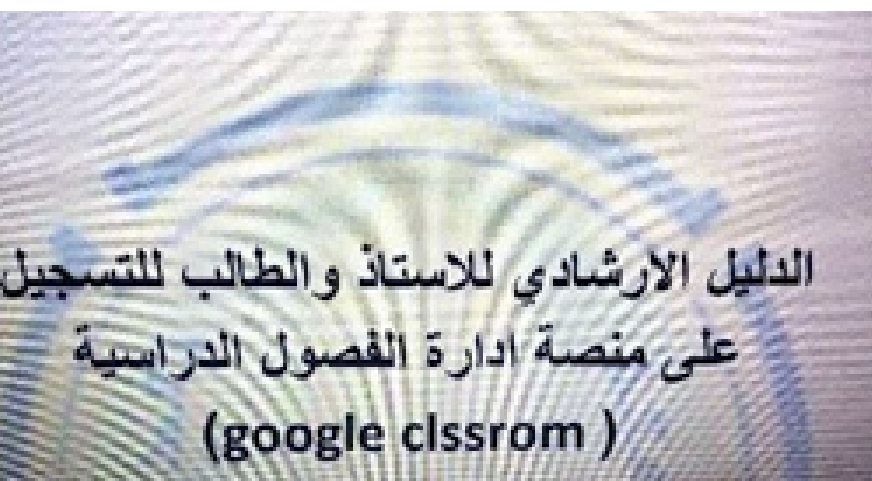 الدليل الارشادي للاستاذ والطالب للتسجيل
على منصة ادارة الفصول الدراسية
(google clssrom )